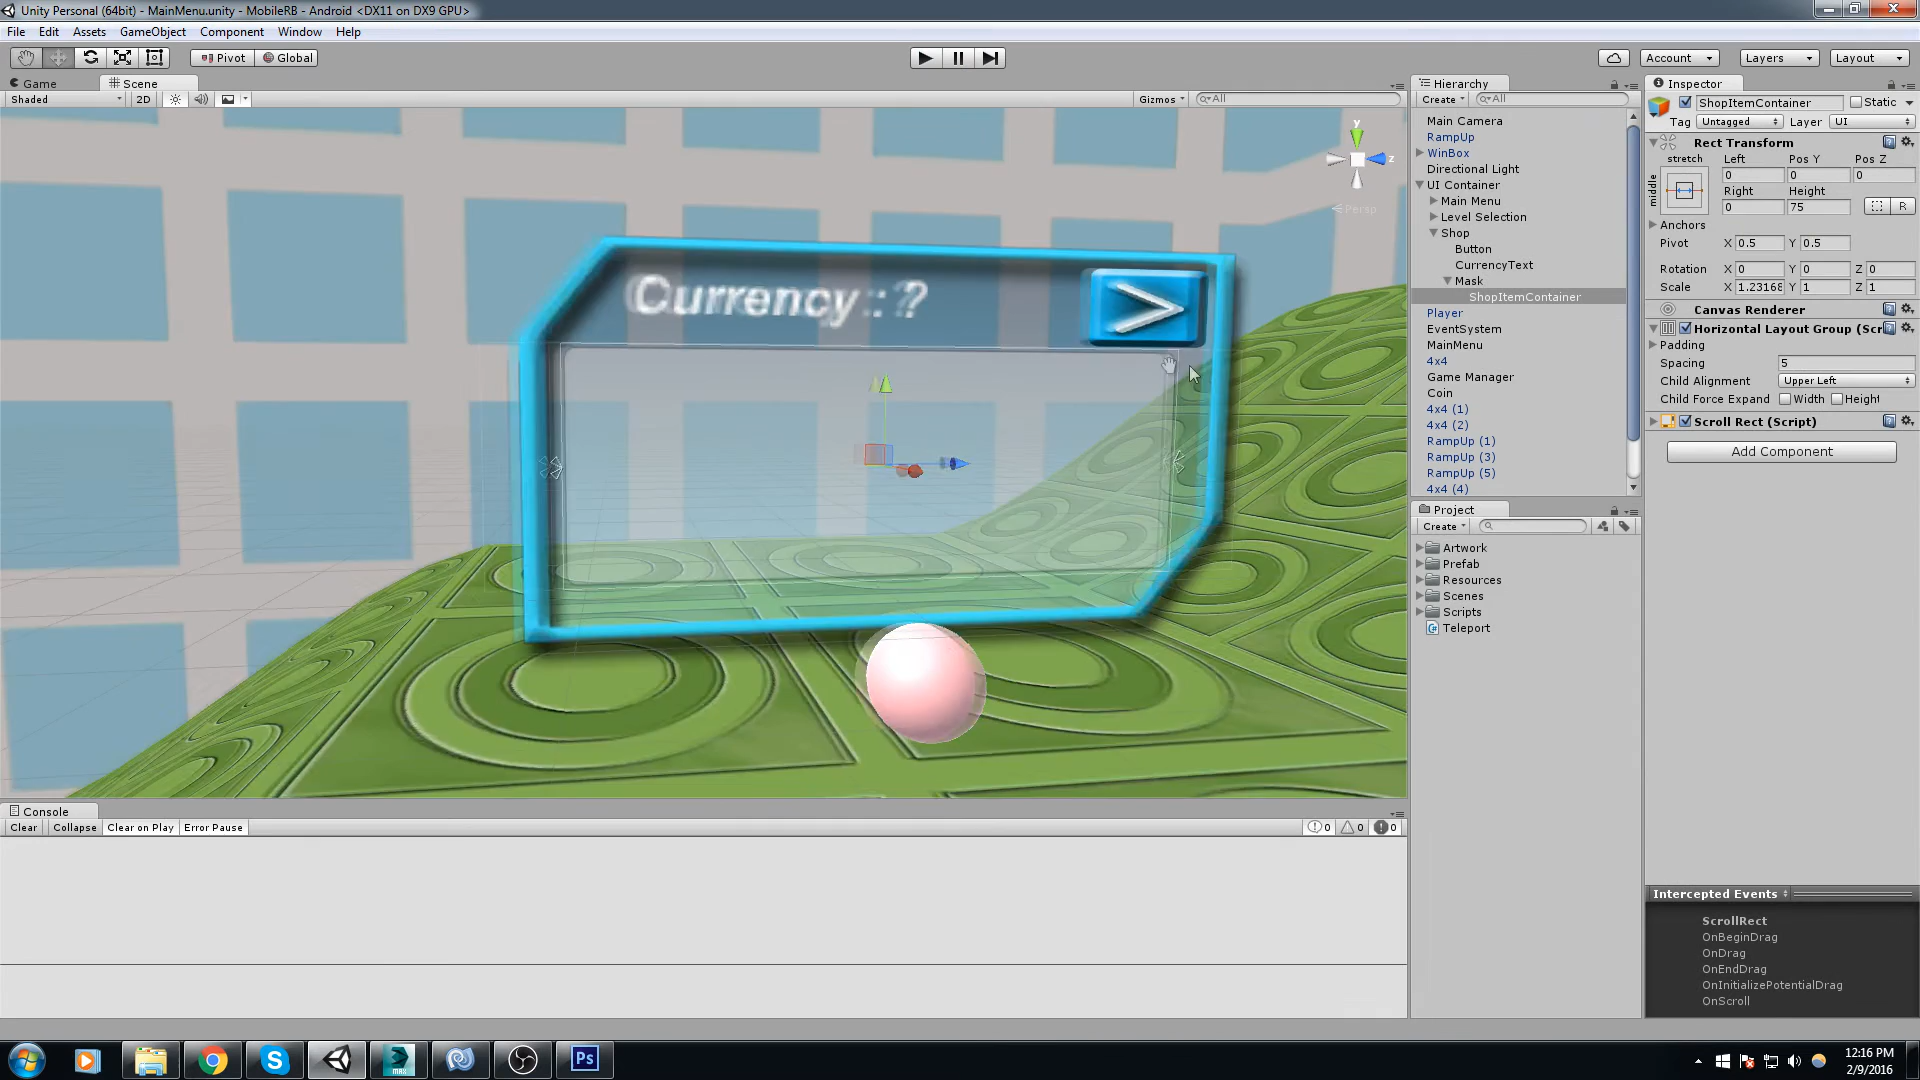 Unity Personal (64bit) - MainMenu.unity - MobileRB - Android <DX11 on DX9 GPU>
File Edit Assets GameObject Component Window Help
Pivot Global Account Layers Layout
Game Scene
Shaded 2D Gizmos All
y
z
Persp
Currency : ?
>
Hierarchy
Create All
Main Camera
RampUp
WinBox
Directional Light
UI Container
Main Menu
Level Selection
Shop
Button
CurrencyText
Mask
ShopItemContainer
Player
EventSystem
MainMenu
4x4
Game Manager
Coin
4x4 (1)
4x4 (2)
RampUp (1)
RampUp (3)
RampUp (5)
4x4 (4)
Project
Create
Artwork
Prefab
Resources
Scenes
Scripts
Teleport
Inspector
ShopItemContainer Static
Tag Untagged Layer UI
Rect Transform
stretch Left Pos Y Pos Z
middle 0 0 0
Right Height
0 75 R
Anchors
Pivot X 0.5 Y 0.5
Rotation X 0 Y 0 Z 0
Scale X 1.23168 Y 1 Z 1
Canvas Renderer
Horizontal Layout Group (Scr
Padding
Spacing 5
Child Alignment Upper Left
Child Force Expand Width Height
Scroll Rect (Script)
Add Component
Intercepted Events
ScrollRect
OnBeginDrag
OnDrag
OnEndDrag
OnInitializePotentialDrag
OnScroll
Console
Clear Collapse Clear on Play Error Pause 0 0 0
MAX
Ps
12:16 PM
2/9/2016